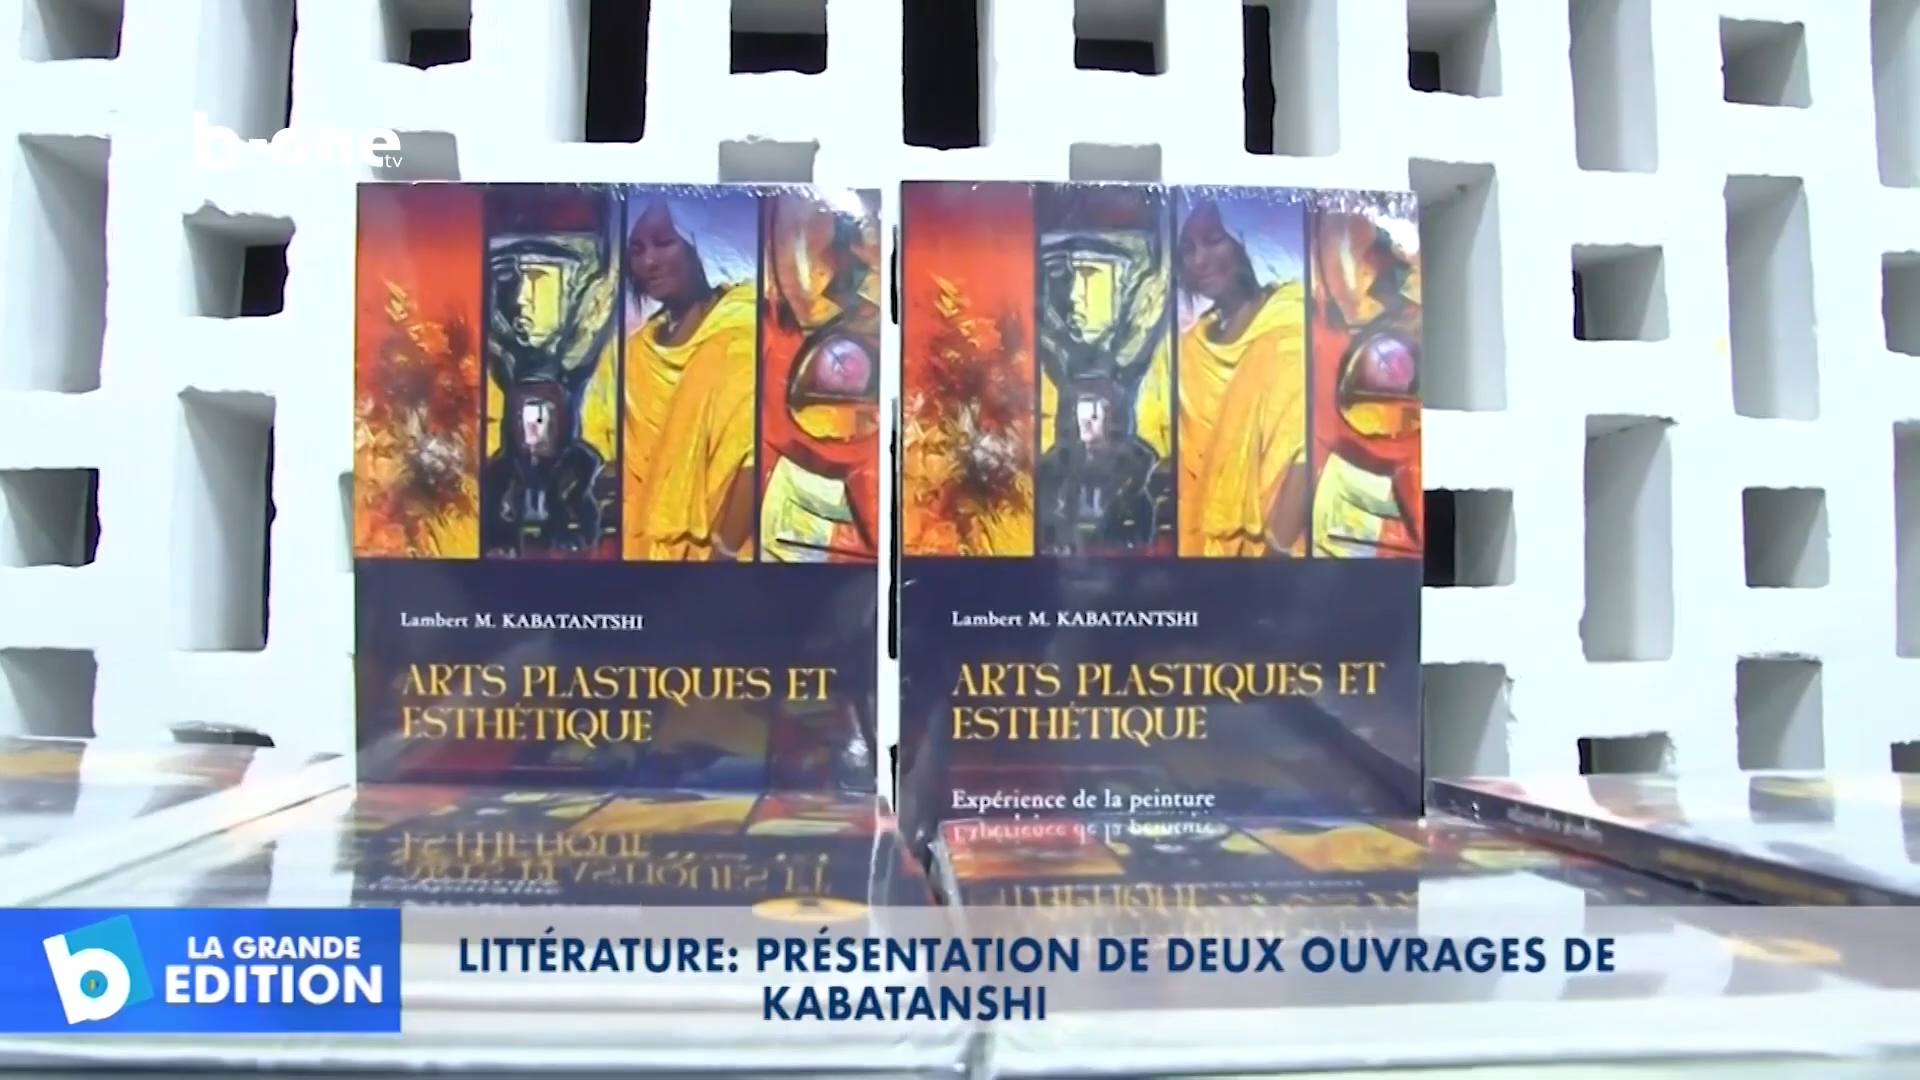 b-one tv
Lambert M. KABATANTSHI
ARTS PLASTIQUES ET
ESTHÉTIQUE
Lambert M. KABATANTSHI
ARTS PLASTIQUES ET
ESTHÉTIQUE
Expérience de la peinture
b LA GRANDE
EDITION
LITTÉRATURE: PRÉSENTATION DE DEUX OUVRAGES DE
KABATANSHI